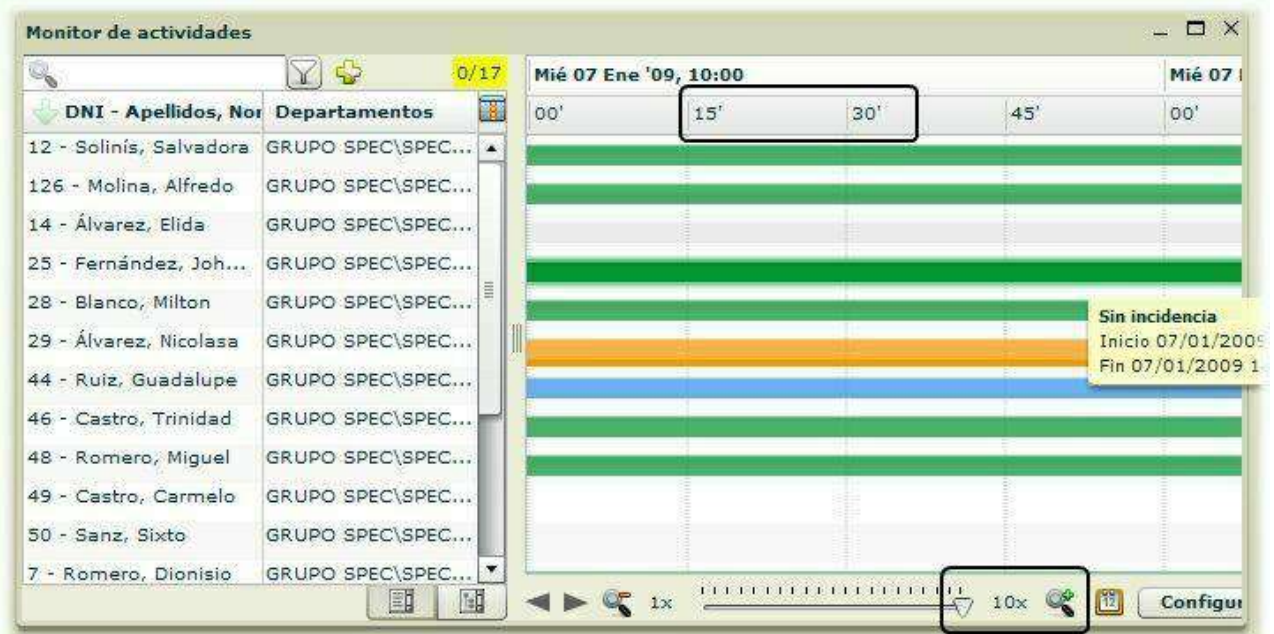 Monitor de actividades
0/17
Mié 07 Ene '09, 10:00 Mié 07
DNI - Apellidos, Nor Departamentos
00' 15' 30' 45' 00'
12 - Solinís, Salvadora GRUPO SPEC\SPEC...
126 - Molina, Alfredo GRUPO SPEC\SPEC...
14 - Álvarez, Elida GRUPO SPEC\SPEC...
25 - Fernández, Joh... GRUPO SPEC\SPEC...
28 - Blanco, Milton GRUPO SPEC\SPEC...
29 - Álvarez, Nicolasa GRUPO SPEC\SPEC...
44 - Ruiz, Guadalupe GRUPO SPEC\SPEC...
46 - Castro, Trinidad GRUPO SPEC\SPEC...
48 - Romero, Miguel GRUPO SPEC\SPEC...
49 - Castro, Carmelo GRUPO SPEC\SPEC...
50 - Sanz, Sixto GRUPO SPEC\SPEC...
7 - Romero, Dionisio GRUPO SPEC\SPEC...
Sin incidencia
Inicio 07/01/2009
Fin 07/01/2009 1
1x 10x 12 Configur